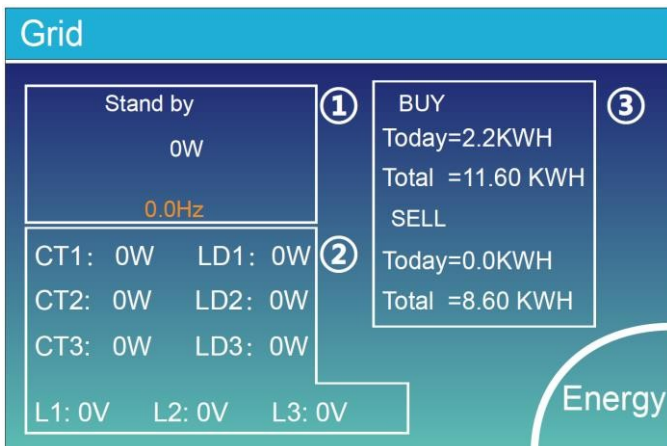 Grid
Stand by
①
0W
0.0Hz
CT1: 0W LD1: 0W
②
CT2: 0W LD2: 0W
CT3: 0W LD3: 0W
L1: 0V L2: 0V L3: 0V
BUY
③
Today=2.2KWH
Total =11.60 KWH
SELL
Today=0.0KWH
Total =8.60 KWH
Energy